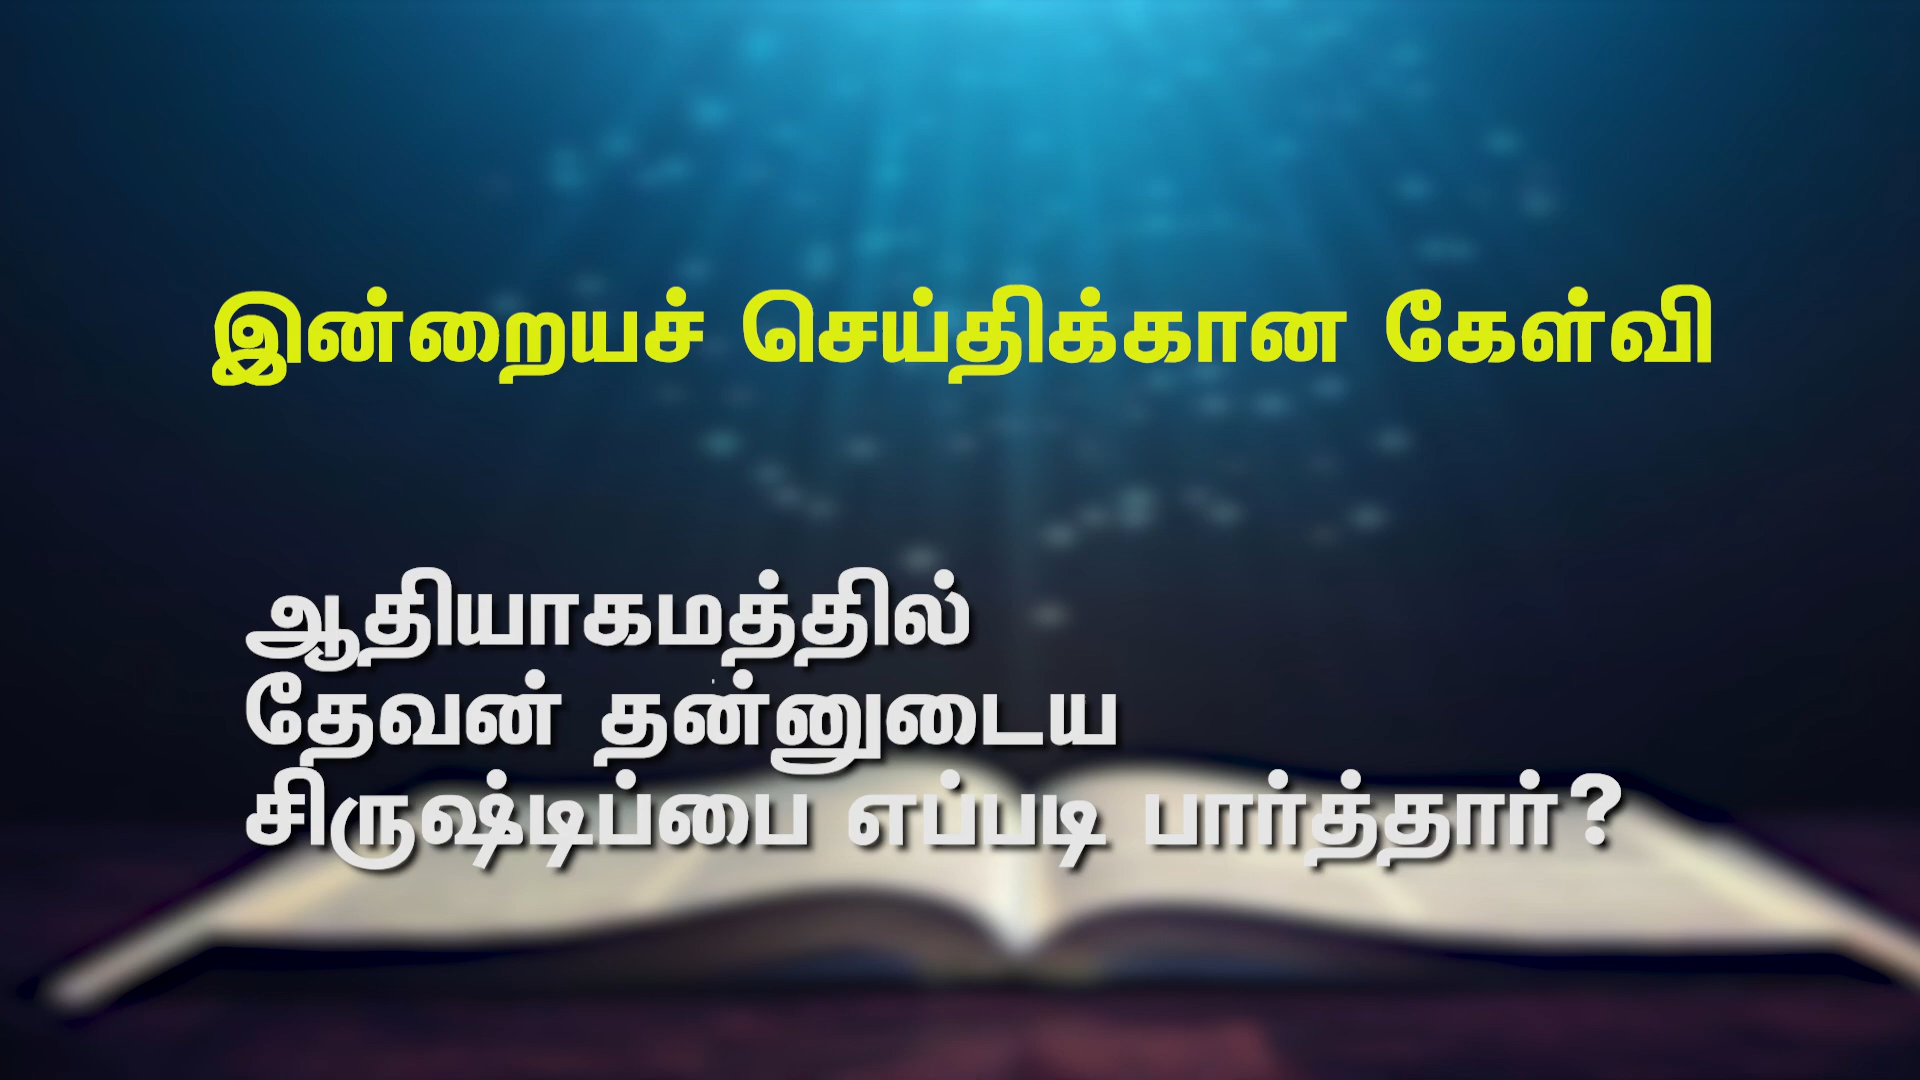 இன்றையச் செய்திக்கான கேள்வி
ஆதியாகமத்தில்
தேவன் தன்னுடைய
சிருஷ்டிப்பை எப்படி பார்த்தார்?